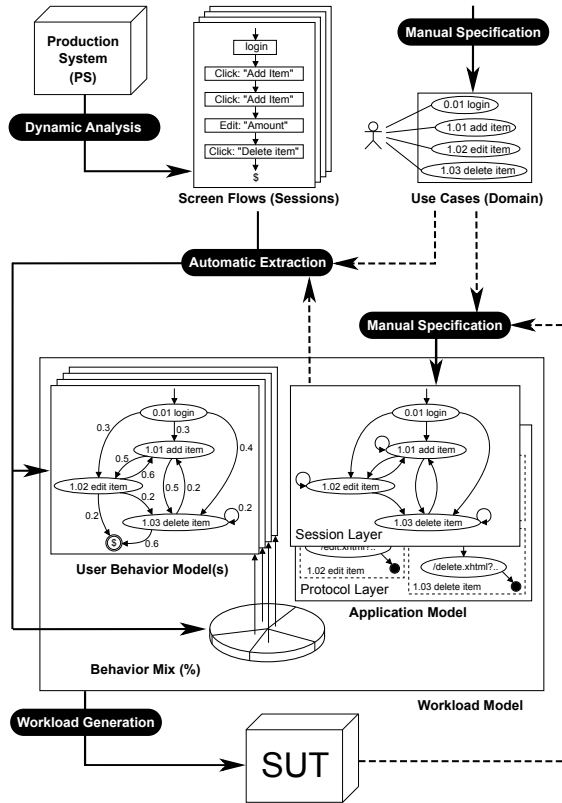 Production
System
(PS)
Dynamic Analysis
login
Click: "Add Item"
Click: "Add Item"
Edit: "Amount"
Click: "Delete item"
$
Screen Flows (Sessions)
Manual Specification
0.01 login
1.01 add item
1.02 edit item
1.03 delete item
Use Cases (Domain)
Automatic Extraction
Manual Specification
0.01 login
0.3
0.3
0.4
1.01 add item
0.5
0.6
1.02 edit item
0.2
0.5
0.2
0.2
1.03 delete item
0.2
$
0.6
User Behavior Model(s)
0.01 login
1.01 add item
1.02 edit item
1.03 delete item
Session Layer
/edit.xhtml?..
1.02 edit item
/delete.xhtml?..
1.03 delete item
Protocol Layer
Application Model
Behavior Mix (%)
Workload Model
Workload Generation
SUT